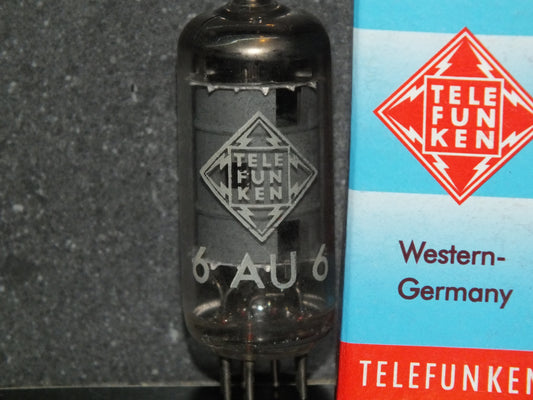 TELE
FUN
KEN
6 AU 6
TELE
FUN
KEN
Western-
Germany
TELEFUNKEN